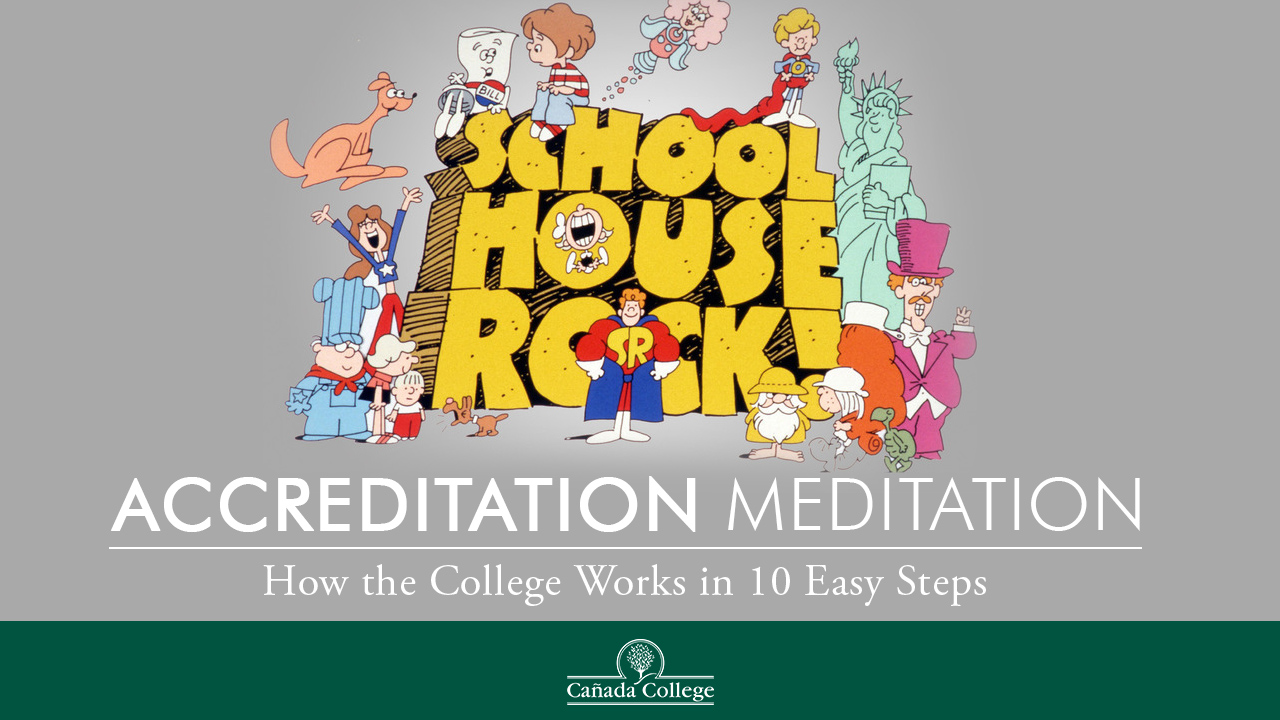 BILL
SCHOOL
HOUSE
ROCK!
SR
ACCREDITATION MEDITATION
How the College Works in 10 Easy Steps
Cañada College